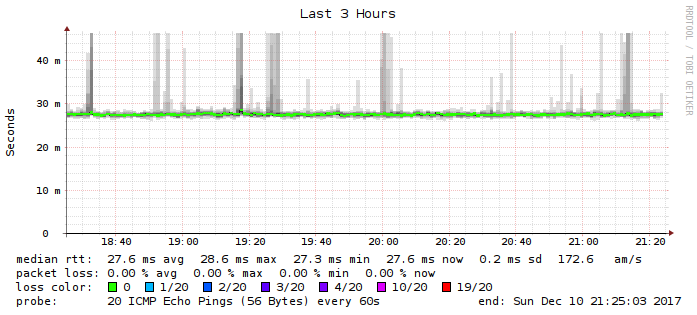 Last 3 Hours
RRDTOOL / TOBI OETIKER
Seconds
40 m
30 m
20 m
10 m
0
18:40 19:00 19:20 19:40 20:00 20:20 20:40 21:00 21:20
median rtt: 27.6 ms avg 28.6 ms max 27.3 ms min 27.6 ms now 0.2 ms sd 172.6 am/s
packet loss: 0.00 % avg 0.00 % max 0.00 % min 0.00 % now
loss color: 0 1/20 2/20 3/20 4/20 10/20 19/20
probe: 20 ICMP Echo Pings (56 Bytes) every 60s end: Sun Dec 10 21:25:03 2017